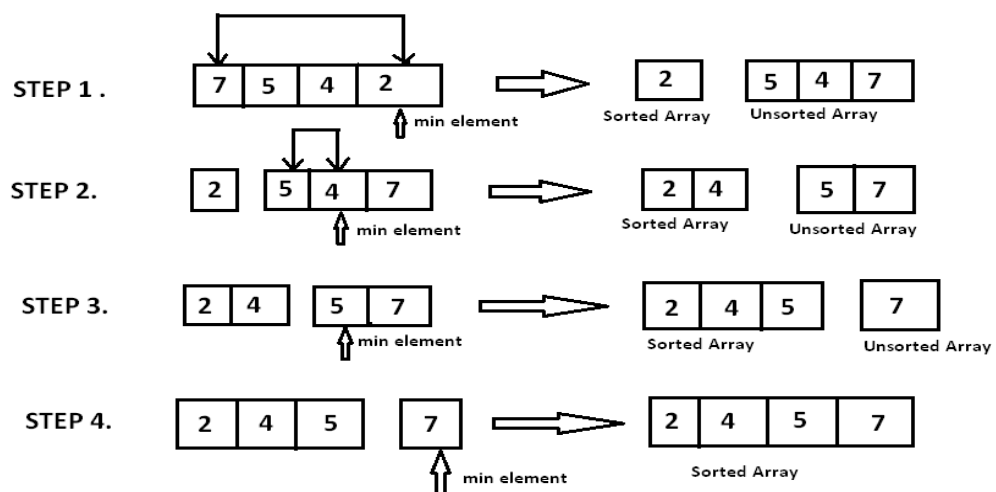 STEP 1 . 7 5 4 2 2 5 4 7
min element Sorted Array Unsorted Array
STEP 2. 2 5 4 7 2 4 5 7
min element Sorted Array Unsorted Array
STEP 3. 2 4 5 7 2 4 5 7
min element Sorted Array Unsorted Array
STEP 4. 2 4 5 7 2 4 5 7
min element Sorted Array